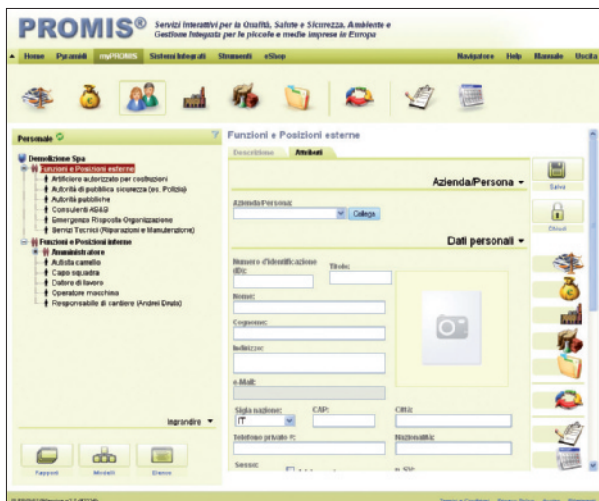 PROMIS®
Servizi Interattivi per la Qualità, Salute e Sicurezza, Ambiente e
Gestione Integrata per le piccole e medie imprese in Europa
Home Pyramidi myPROMIS Sistemi Integrati Strumenti eShop Navigatore Help Manuale Uscita
Personale
Demolizione Spa
Funzioni e Posizioni esterne
Artificiere autorizzato per costruzioni
Autorità di pubblica sicurezza (es. Polizia)
Autorità pubbliche
Consulenti
Emergenza Risposta Organizzazione
Servizi Tecnici (Riparazioni e Manutenzione)
Funzioni e Posizioni interne
Amministratore
Autista camello
Capo squadra
Datore di lavoro
Operatore macchina
Responsabile di cantiere (Andrei Drata)
Ingrandire
Rapporti Modelli Elenco
Funzioni e Posizioni esterne
Descrizione Attributi
Azienda/Persona
Azienda/Persona:
Collega
Dati personali
Numero d'identificazione
(ID): Titolo:
Nome:
Cognome:
Indirizzo:
e-Mail:
Sigla nazione: CAP: Città:
IT
Telefono privato Nazionalità:
Sesso:
Salva
Chiudi